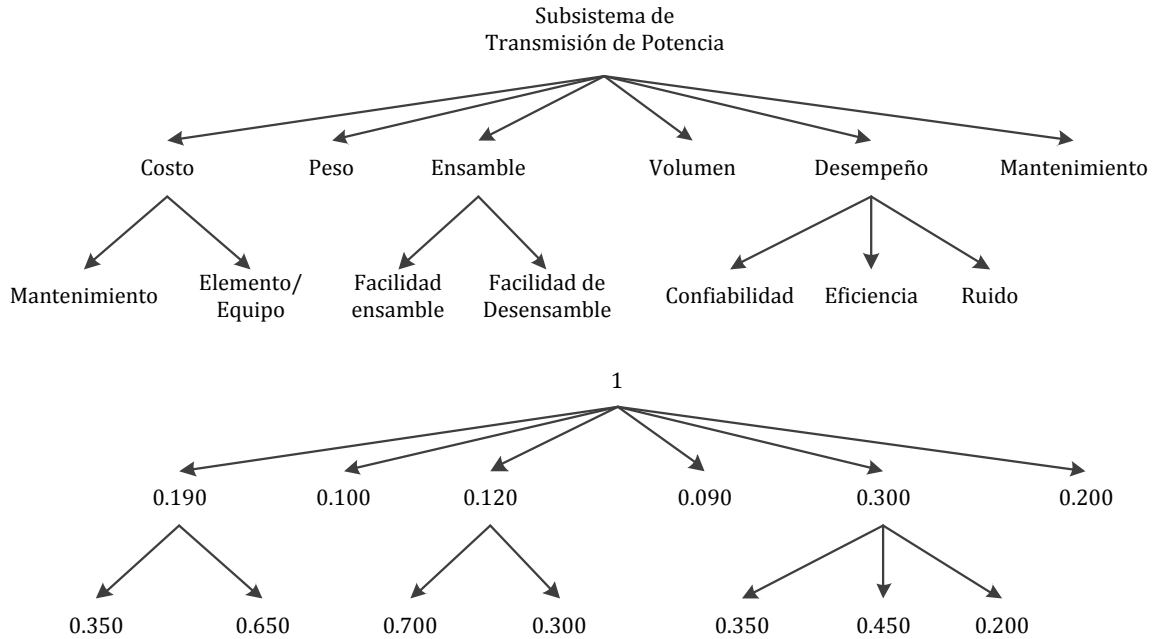 Subsistema de
Transmisión de Potencia
Costo Peso Ensamble Volumen Desempeño Mantenimiento
Mantenimiento Elemento/ Equipo Facilidad ensamble Facilidad de Desensamble Confiabilidad Eficiencia Ruido
1
0.190 0.100 0.120 0.090 0.300 0.200
0.350 0.650 0.700 0.300 0.350 0.450 0.200